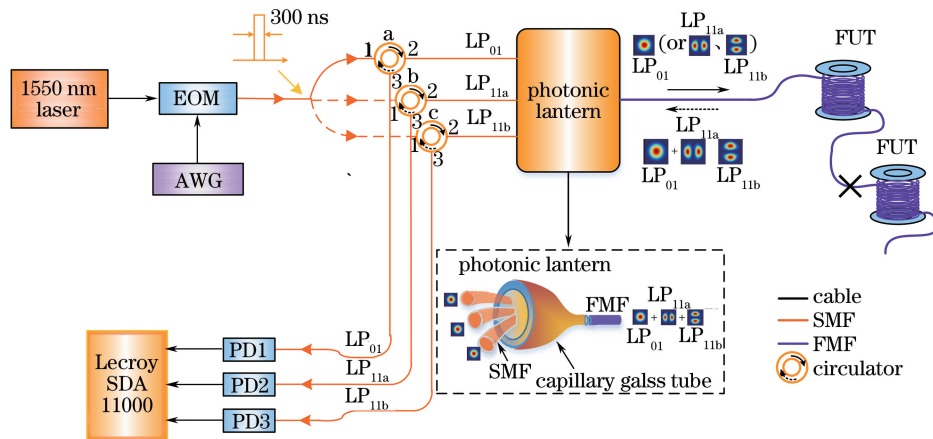 300 ns
1550 nm
laser
EOM
AWG
a
1
2
3
b
1
2
3
c
1
2
3
LP₀₁
LP₁₁ₐ
LP₁₁b
photonic
lantern
LP₁₁ₐ
(or 、 )
LP₀₁ LP₁₁b
LP₁₁ₐ
+
LP₀₁ LP₁₁b
FUT
FUT
photonic lantern
FMF
LP₁₁ₐ
+ +
LP₀₁ LP₁₁b
SMF
capillary galss tube
cable
SMF
FMF
circulator
Lecroy
SDA
11000
PD1
PD2
PD3
LP₀₁
LP₁₁ₐ
LP₁₁b